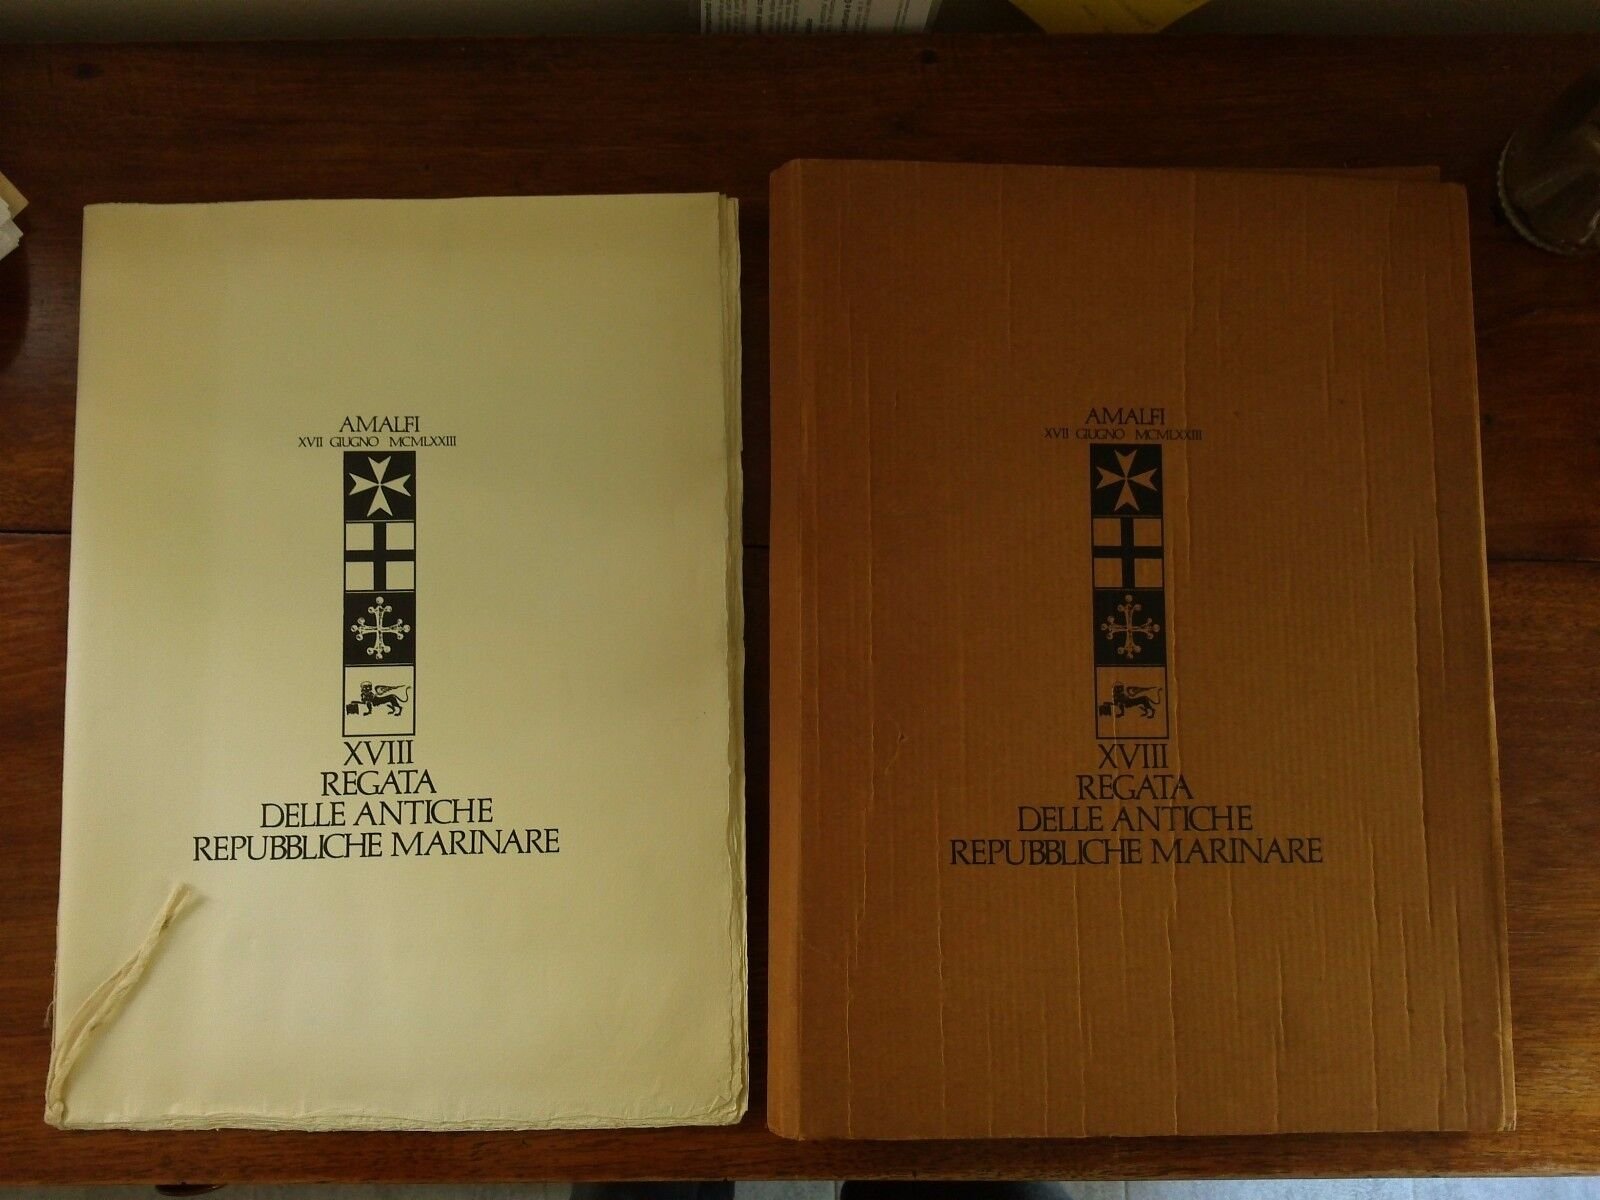 AMALFI
XVII GIUGNO MCMLXXIII
XVIII
REGATA
DELLE ANTICHE
REPUBBLICHE MARINARE
AMALFI
XVII GIUGNO MCMLXXIII
XVIII
REGATA
DELLE ANTICHE
REPUBBLICHE MARINARE